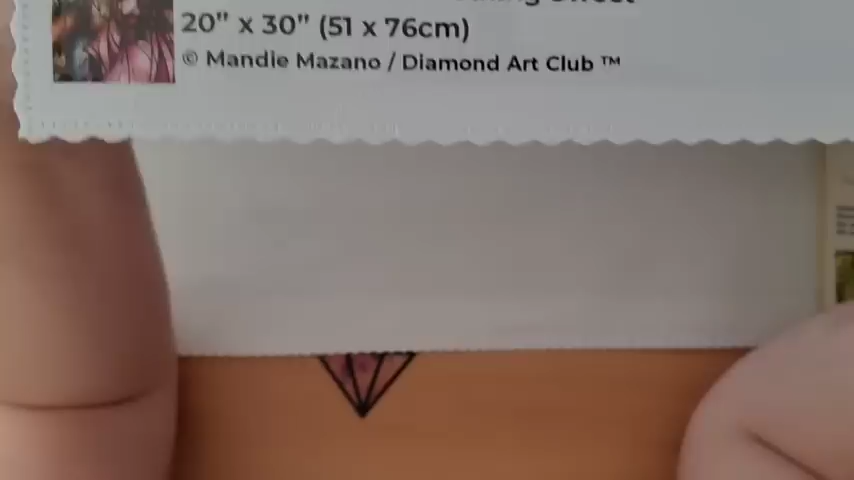 20" x 30" (51 x 76cm)
© Mandie Mazano / Diamond Art Club ™